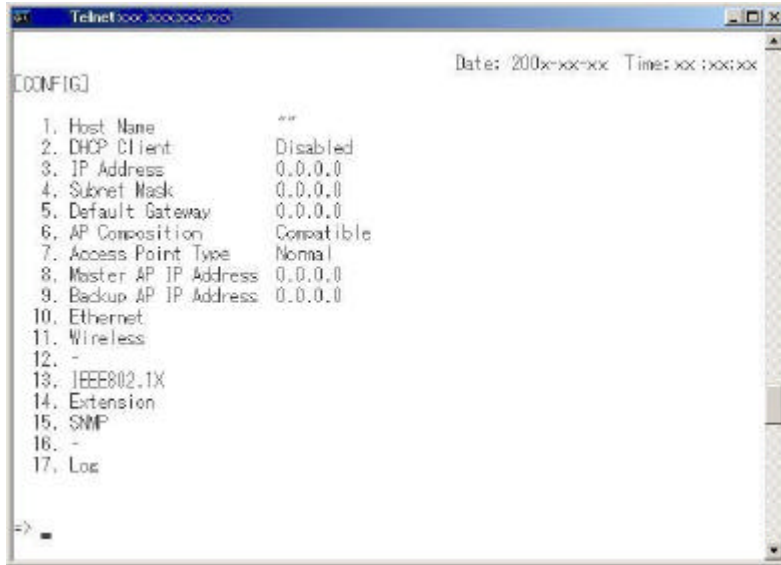 Telnet xxx.xxx.xxx.xxx
Date: 200x-xx-xx Time: xx:xx:xx
[CONFIG]
1. Host Name ""
2. DHCP Client Disabled
3. IP Address 0.0.0.0
4. Subnet Mask 0.0.0.0
5. Default Gateway 0.0.0.0
6. AP Composition Compatible
7. Access Point Type Normal
8. Master AP IP Address 0.0.0.0
9. Backup AP IP Address 0.0.0.0
10. Ethernet
11. Wireless
12. -
13. IEEE802.1X
14. Extension
15. SNMP
16. -
17. Log
=> _